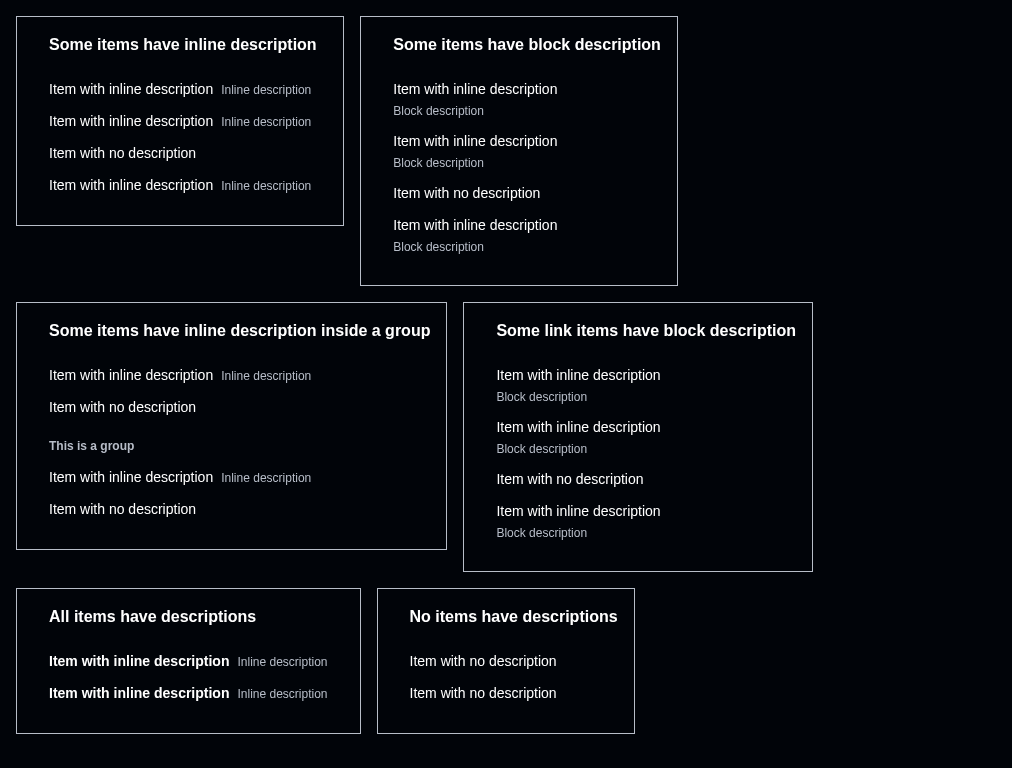 Some items have inline description
Item with inline description Inline description
Item with inline description Inline description
Item with no description
Item with inline description Inline description
Some items have block description
Item with inline description
Block description
Item with inline description
Block description
Item with no description
Item with inline description
Block description
Some items have inline description inside a group
Item with inline description Inline description
Item with no description
This is a group
Item with inline description Inline description
Item with no description
Some link items have block description
Item with inline description
Block description
Item with inline description
Block description
Item with no description
Item with inline description
Block description
All items have descriptions
Item with inline description Inline description
Item with inline description Inline description
No items have descriptions
Item with no description
Item with no description